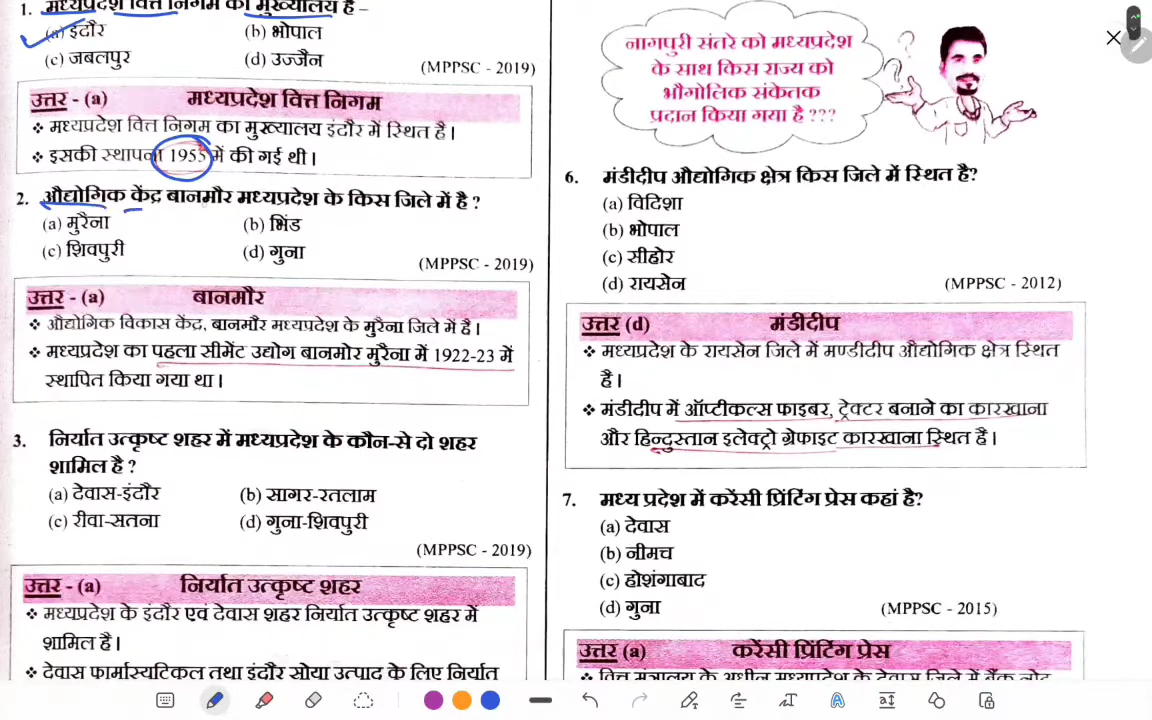 1. मध्यप्रदेश वित्त निगम का मुख्यालय है –
(a) इंदौर (b) भोपाल
(c) जबलपुर (d) उज्जैन
(MPPSC - 2019)
उत्तर - (a) मध्यप्रदेश वित्त निगम
❖ मध्यप्रदेश वित्त निगम का मुख्यालय इंदौर में स्थित है।
❖ इसकी स्थापना 1955 में की गई थी।
2. औद्योगिक केंद्र बानमौर मध्यप्रदेश के किस जिले में है ?
(a) मुरैना (b) भिंड
(c) शिवपुरी (d) गुना
(MPPSC - 2019)
उत्तर - (a) बानमौर
❖ औद्योगिक विकास केंद्र, बानमौर मध्यप्रदेश के मुरैना जिले में है।
❖ मध्यप्रदेश का पहला सीमेंट उद्योग बानमोर मुरैना में 1922-23 में
स्थापित किया गया था।
3. निर्यात उत्कृष्ट शहर में मध्यप्रदेश के कौन-से दो शहर
शामिल है ?
(a) देवास-इंदौर (b) सागर-रतलाम
(c) रीवा-सतना (d) गुना-शिवपुरी
(MPPSC - 2019)
उत्तर - (a) निर्यात उत्कृष्ट शहर
❖ मध्यप्रदेश के इंदौर एवं देवास शहर निर्यात उत्कृष्ट शहर में
शामिल है।
❖ देवास फार्मास्यटिकल तथा इंदौर सोया उत्पाद के लिए निर्यात
नागपुरी संतरे को मध्यप्रदेश
के साथ किस राज्य को
भौगोलिक संकेतक
प्रदान किया गया है ???
6. मंडीदीप औद्योगिक क्षेत्र किस जिले में स्थित है?
(a) विदिशा
(b) भोपाल
(c) सीहोर
(d) रायसेन (MPPSC - 2012)
उत्तर (d) मंडीदीप
❖ मध्यप्रदेश के रायसेन जिले में मण्डीदीप औद्योगिक क्षेत्र स्थित
है।
❖ मंडीदीप में ऑप्टीकल्स फाइबर, ट्रेक्टर बनाने का कारखाना
और हिन्दुस्तान इलेक्ट्रो ग्रेफाइट कारखाना स्थित है।
7. मध्य प्रदेश में करेंसी प्रिंटिंग प्रेस कहां है?
(a) देवास
(b) नीमच
(c) होशंगाबाद
(d) गुना (MPPSC - 2015)
उत्तर (a) करेंसी प्रिंटिंग प्रेस
❖ वित्त मंत्रालय के अधीन मध्यप्रदेश के देवास जिले में बैंक नोट